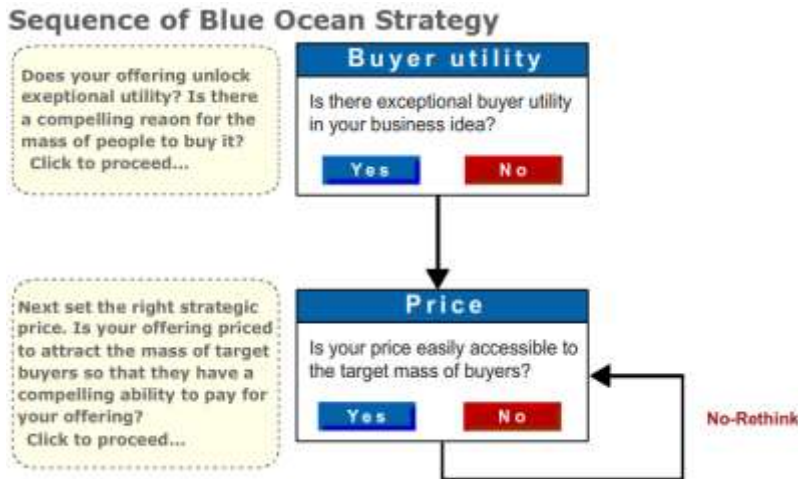 Sequence of Blue Ocean Strategy
Does your offering unlock
exeptional utility? Is there
a compelling reaon for the
mass of people to buy it?
Click to proceed...
Buyer utility
Is there exceptional buyer utility
in your business idea?
Yes
No
Next set the right strategic
price. Is your offering priced
to attract the mass of target
buyers so that they have a
compelling ability to pay for
your offering?
Click to proceed...
Price
Is your price easily accessible to
the target mass of buyers?
Yes
No
No-Rethink